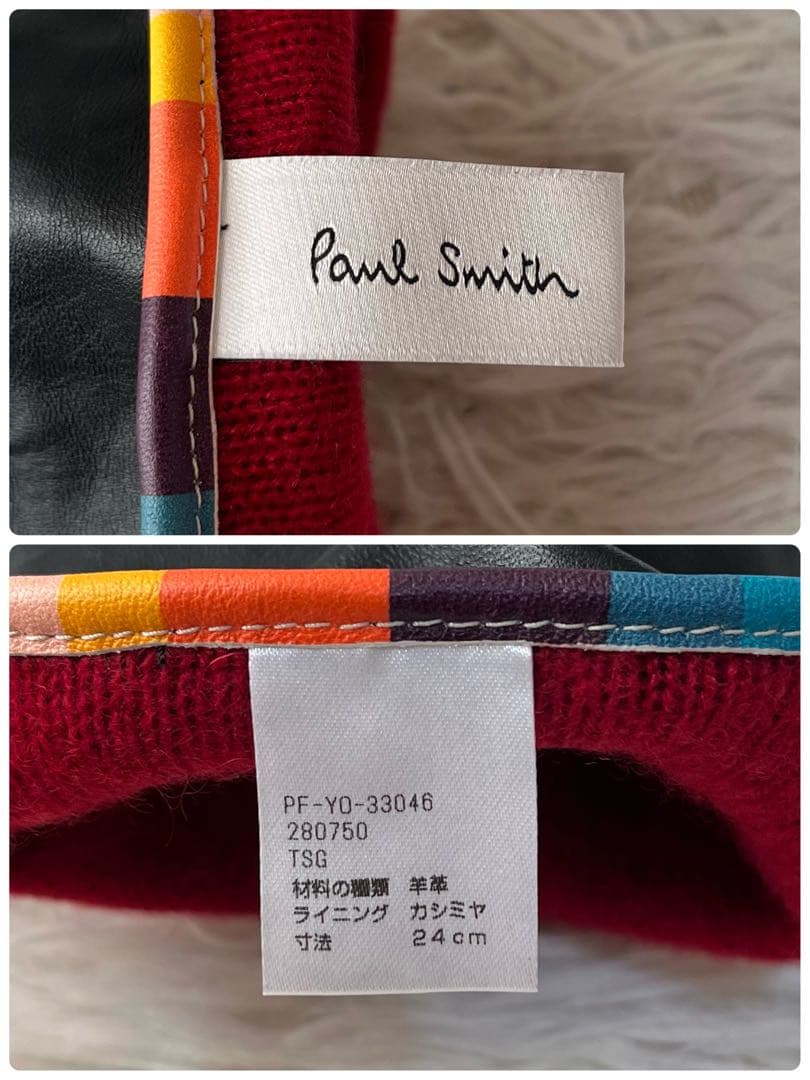 Paul Smith
PF-YO-33046
280750
TSG
材料の種類 羊革
ライニング カシミヤ
寸法 24cm